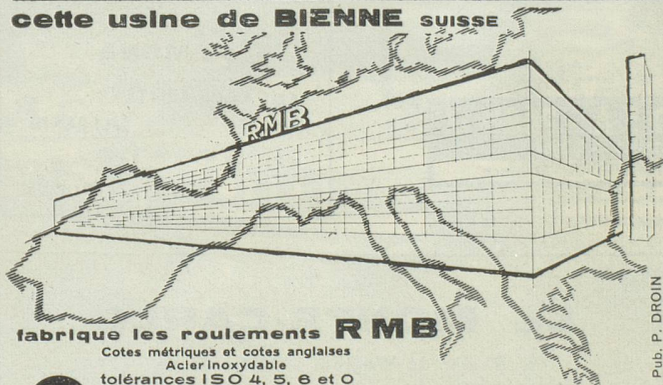 cette usine de BIENNE SUISSE
RMB
fabrique les roulements RMB
Cotes métriques et cotes anglaises
Acier inoxydable
tolérances ISO 4, 5, 6 et 0
Pub. P. DROIN